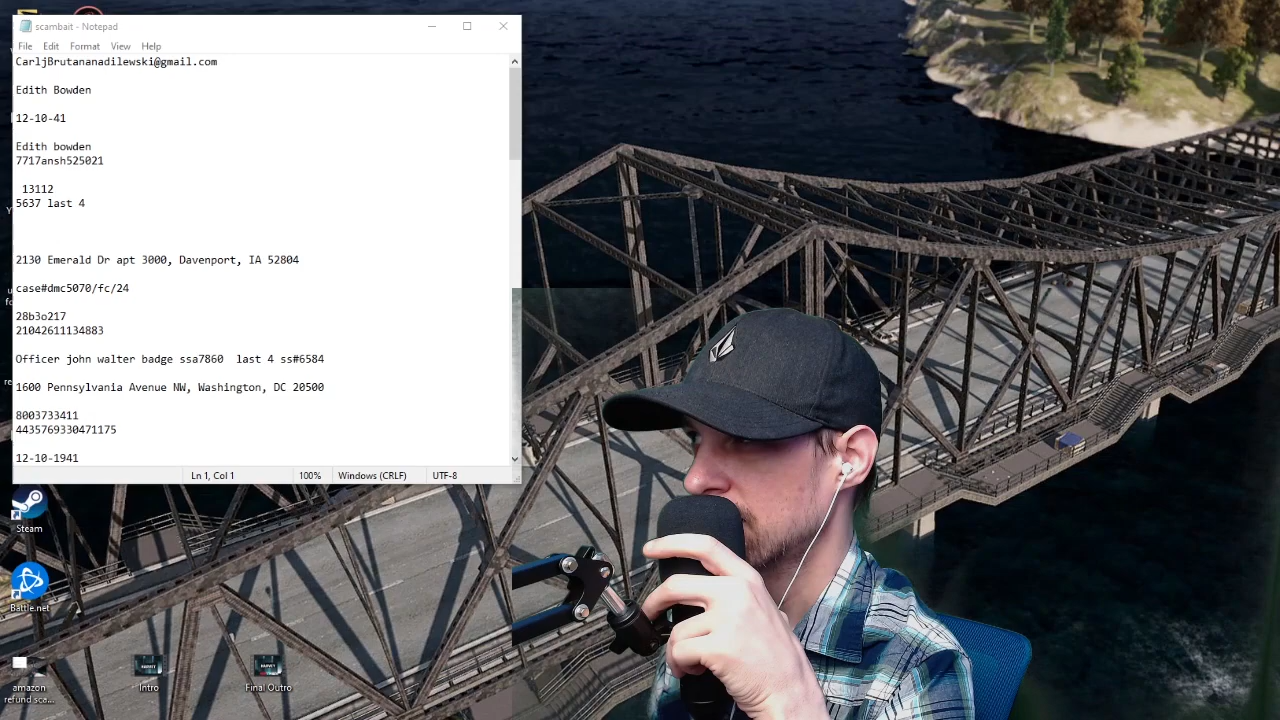 scambait - Notepad
File Edit Format View Help
CarljBrutananadilewski@gmail.com
Edith Bowden
12-10-41
Edith bowden
7717ansh525021
13112
5637 last 4
2130 Emerald Dr apt 3000, Davenport, IA 52804
case#dmc5070/fc/24
28b3o217
21042611134883
Officer john walter badge ssa7860  last 4 ss#6584
1600 Pennsylvania Avenue NW, Washington, DC 20500
8003733411
4435769330471175
12-10-1941
Ln 1, Col 1 100% Windows (CRLF) UTF-8
Steam
Battle.net
amazon
refund sca...
Intro
Final Outro